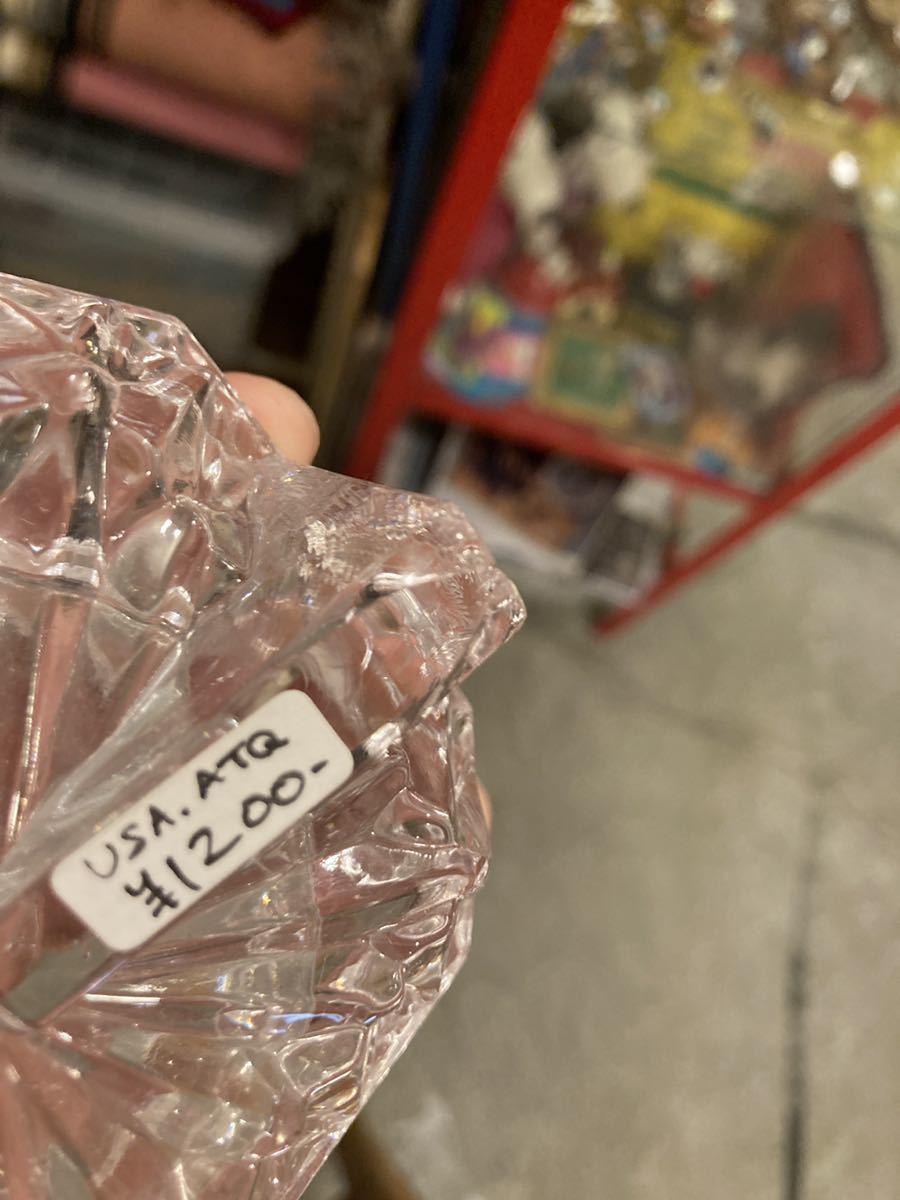 USA. ATQ
¥1200-